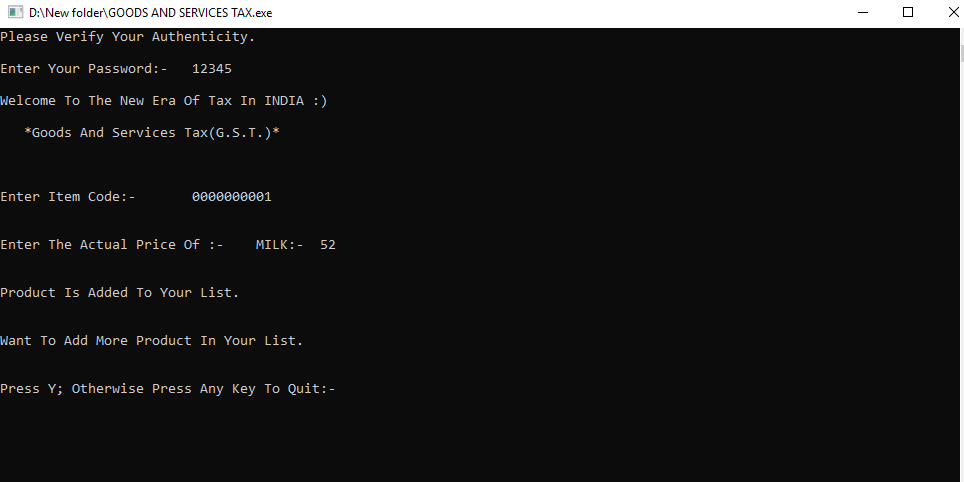 D:\New folder\GOODS AND SERVICES TAX.exe
Please Verify Your Authenticity.
Enter Your Password:-   12345
Welcome To The New Era Of Tax In INDIA :)
   *Goods And Services Tax(G.S.T.)*
Enter Item Code:-       0000000001
Enter The Actual Price Of :-    MILK:-  52
Product Is Added To Your List.
Want To Add More Product In Your List.
Press Y; Otherwise Press Any Key To Quit:-